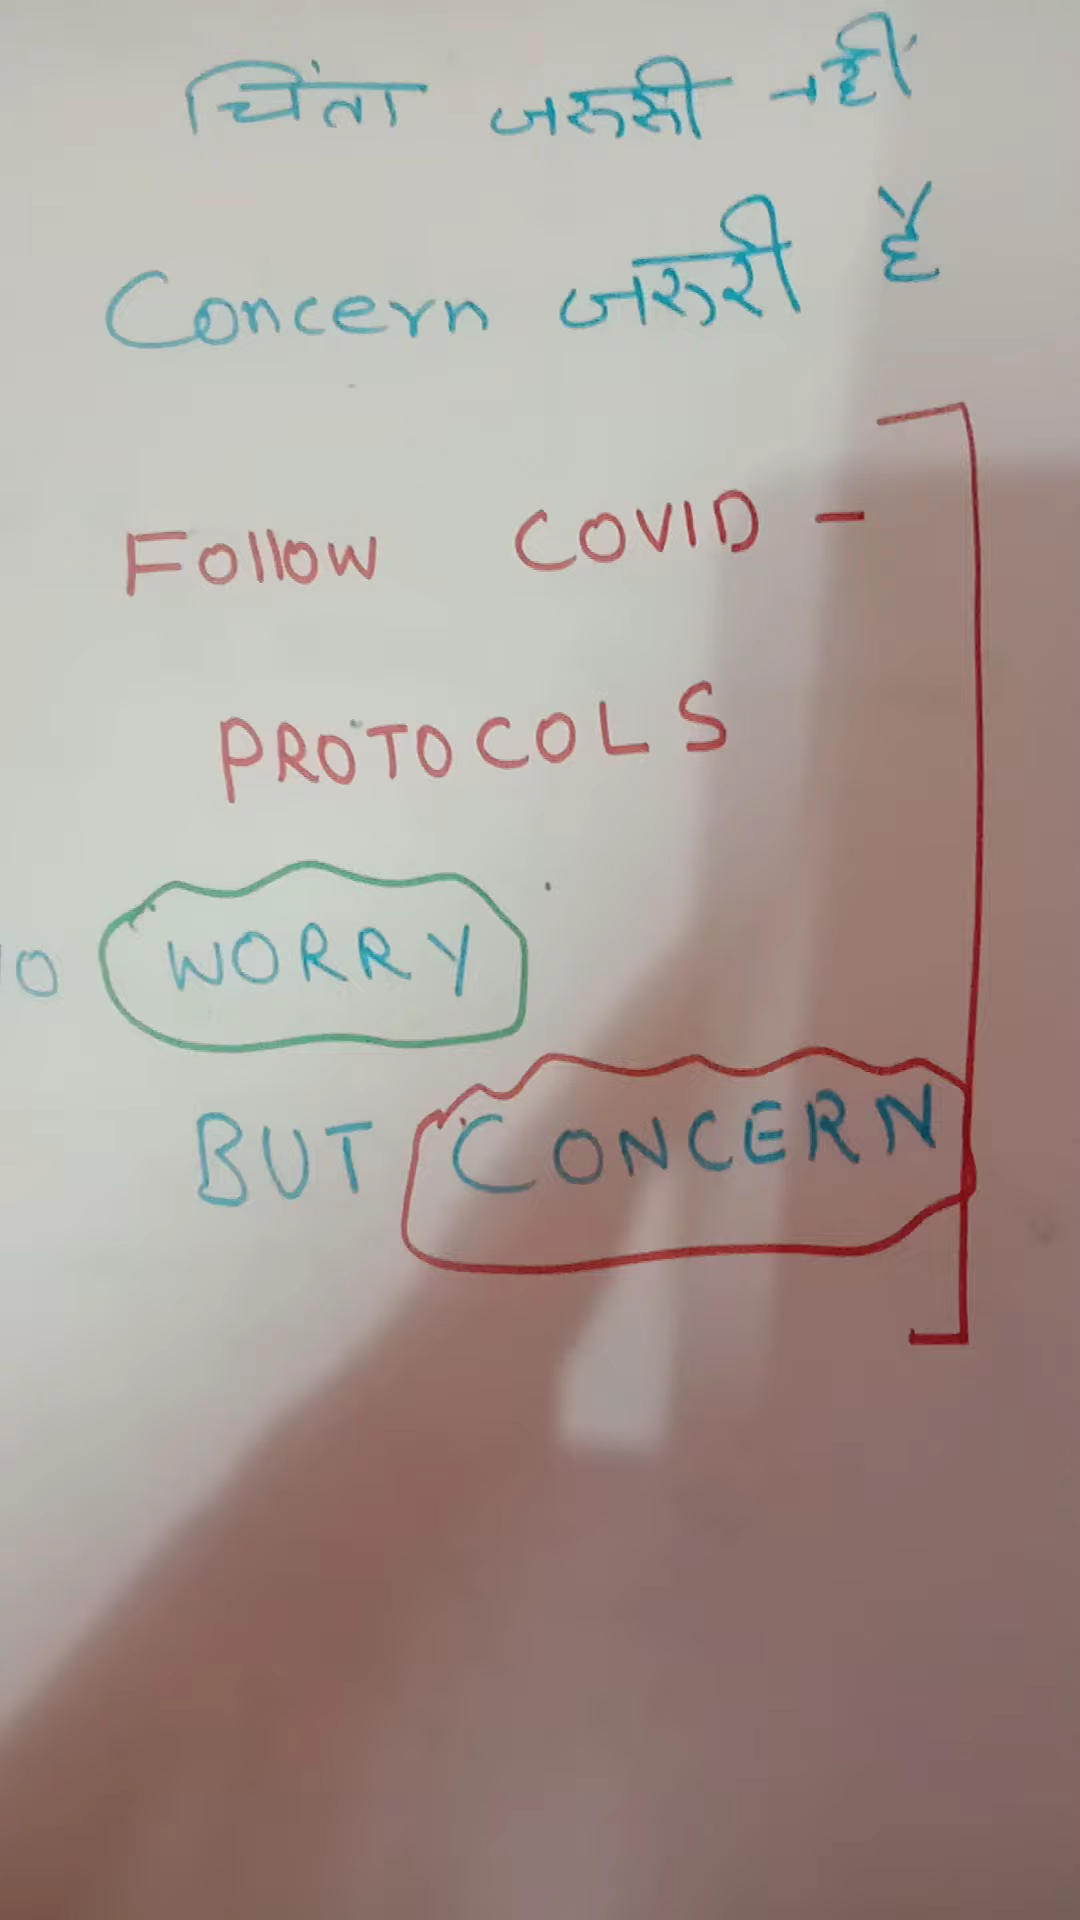 चिंता जरूरी नहीं
Concern जरुरी है
FOLLOW COVID -
PROTOCOLS
WORRY
BUT CONCERN